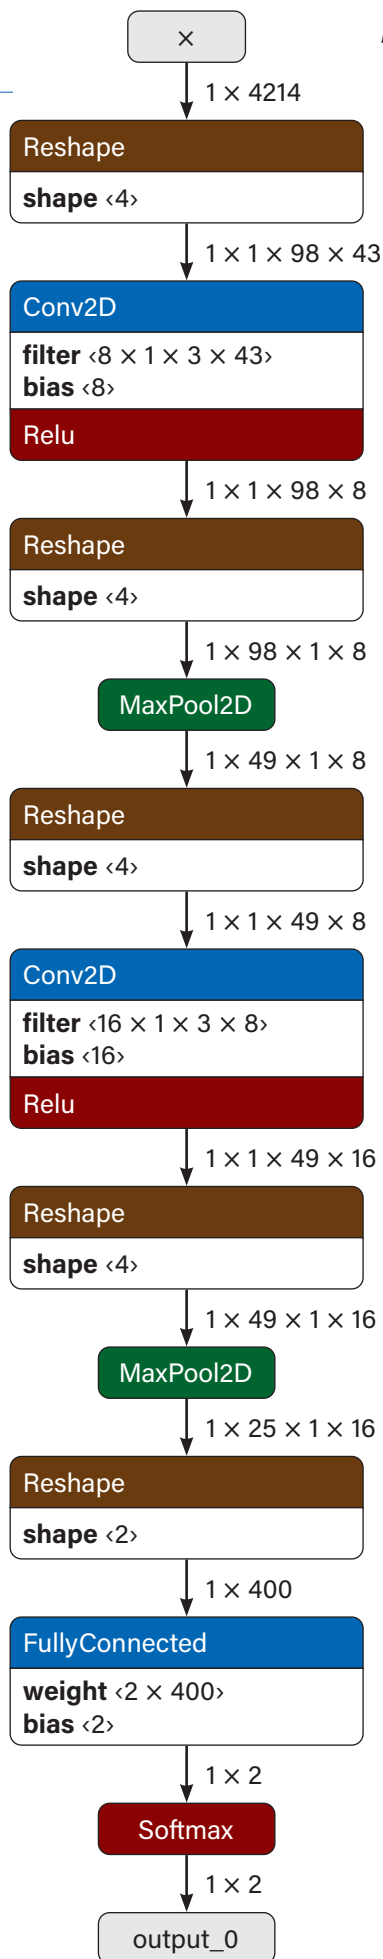 ×
1 × 4214
Reshape
shape ‹4›
1 × 1 × 98 × 43
Conv2D
filter ‹8 × 1 × 3 × 43›
bias ‹8›
Relu
1 × 1 × 98 × 8
Reshape
shape ‹4›
1 × 98 × 1 × 8
MaxPool2D
1 × 49 × 1 × 8
Reshape
shape ‹4›
1 × 1 × 49 × 8
Conv2D
filter ‹16 × 1 × 3 × 8›
bias ‹16›
Relu
1 × 1 × 49 × 16
Reshape
shape ‹4›
1 × 49 × 1 × 16
MaxPool2D
1 × 25 × 1 × 16
Reshape
shape ‹2›
1 × 400
FullyConnected
weight ‹2 × 400›
bias ‹2›
1 × 2
Softmax
1 × 2
output_0